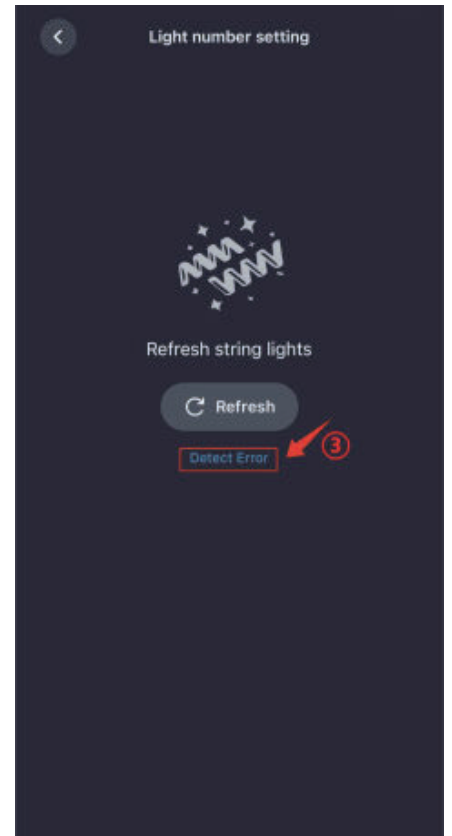 Light number setting
Refresh string lights
Refresh
Detect Error
③